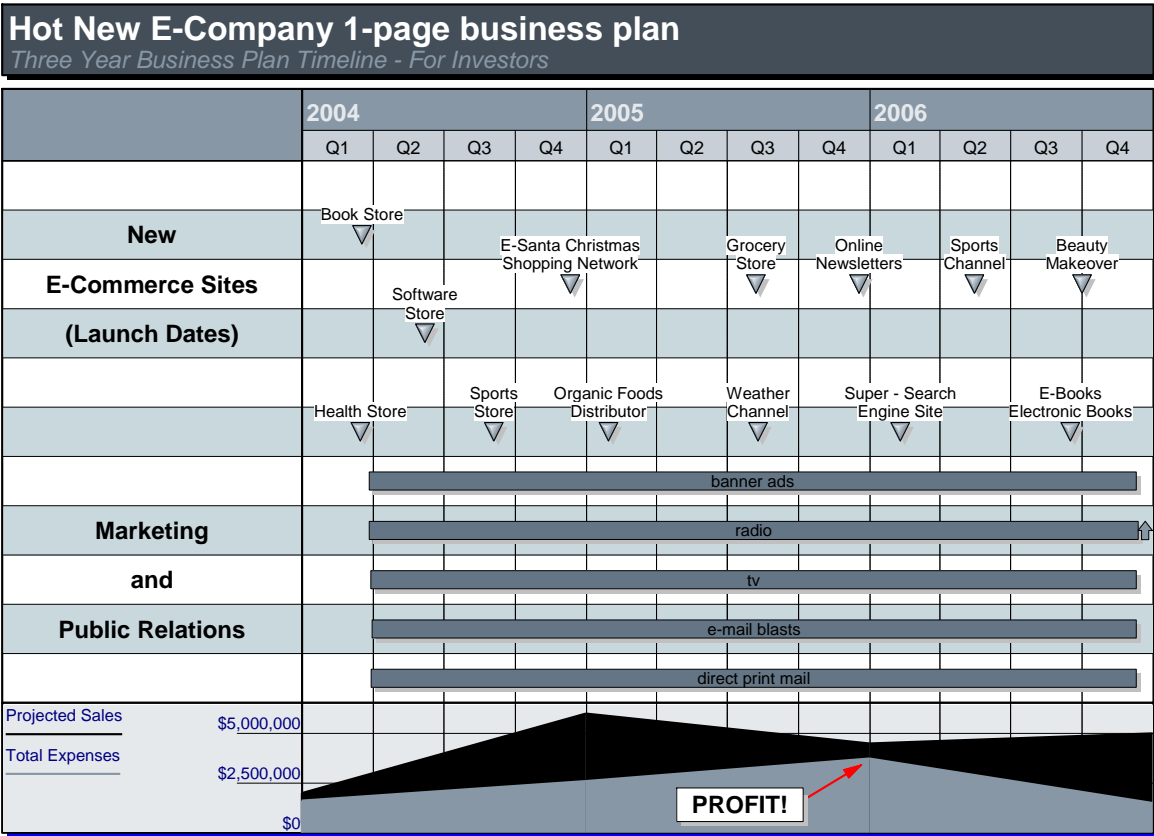 Hot New E-Company 1-page business plan
Three Year Business Plan Timeline - For Investors
2004 2005 2006
Q1 Q2 Q3 Q4 Q1 Q2 Q3 Q4 Q1 Q2 Q3 Q4
New
E-Commerce Sites
(Launch Dates)
Book Store
E-Santa Christmas
Shopping Network
Grocery
Store
Online
Newsletters
Sports
Channel
Beauty
Makeover
Software
Store
Health Store
Sports
Store
Organic Foods
Distributor
Weather
Channel
Super - Search
Engine Site
E-Books
Electronic Books
Marketing
and
Public Relations
banner ads
radio
tv
e-mail blasts
direct print mail
Projected Sales
Total Expenses
$5,000,000
$2,500,000
$0
PROFIT!